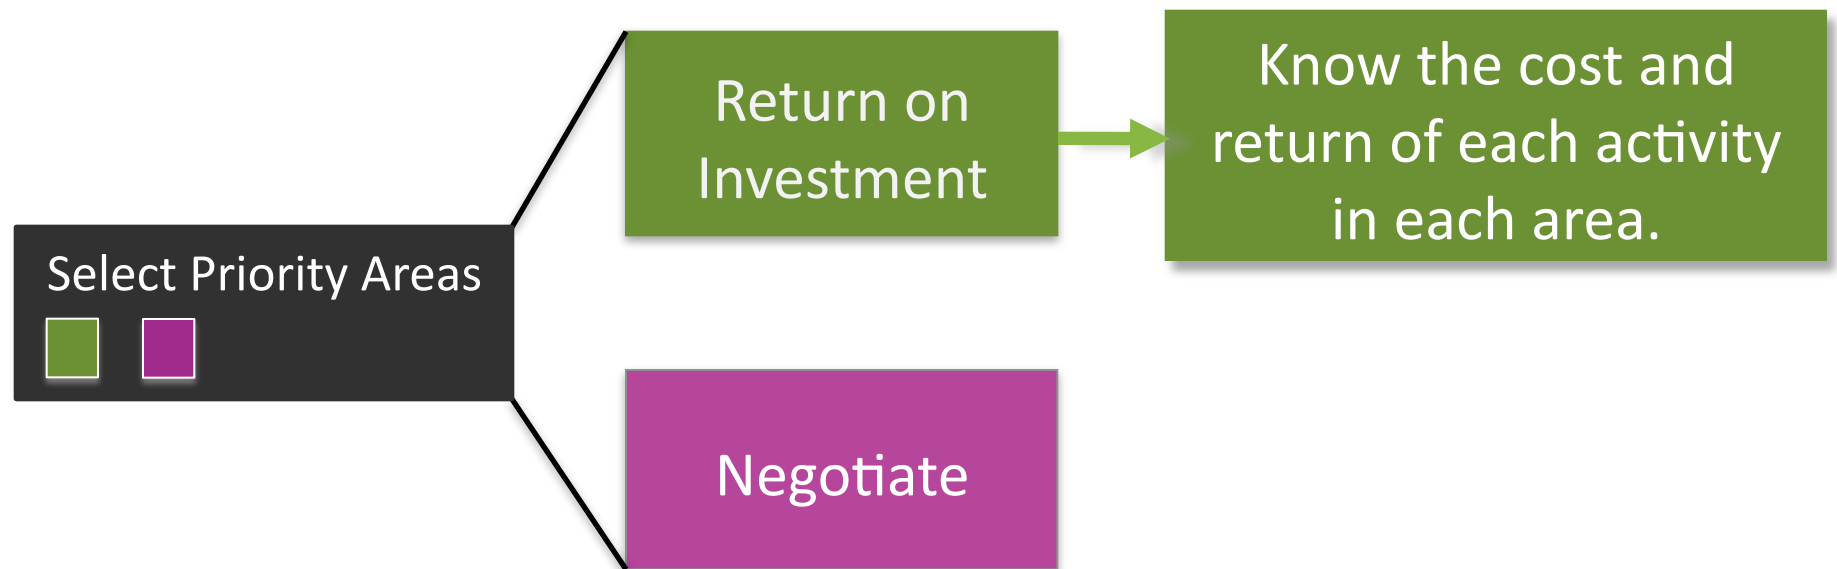 Select Priority Areas
Return on
Investment
Know the cost and
return of each activity
in each area.
Negotiate